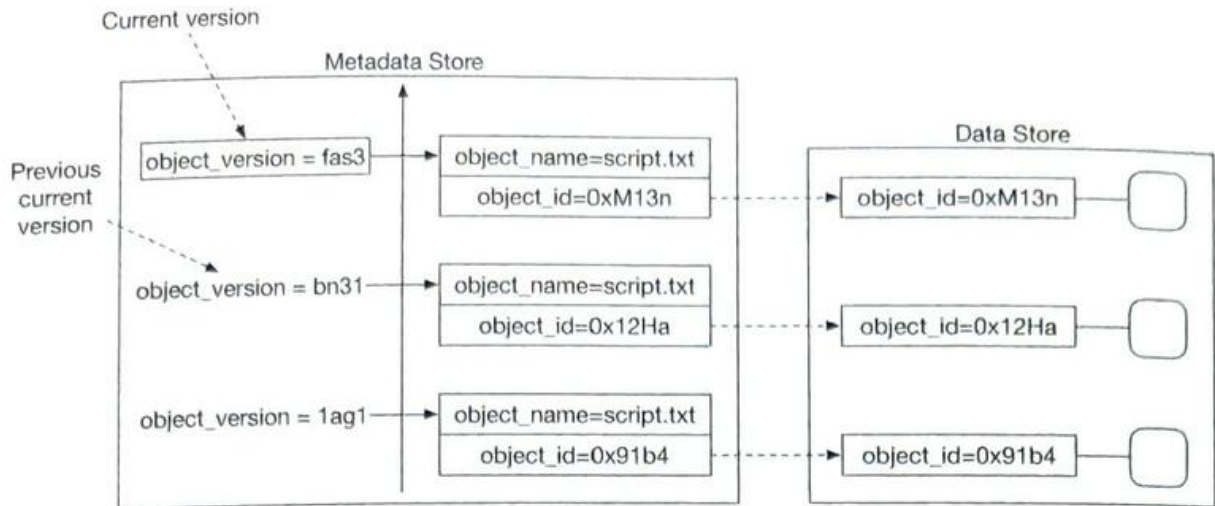 Current version
Metadata Store
Data Store
object_version = fas3
object_name=script.txt
object_id=0xM13n
object_id=0xM13n
Previous
current
version
object_version = bn31
object_name=script.txt
object_id=0x12Ha
object_id=0x12Ha
object_version = 1ag1
object_name=script.txt
object_id=0x91b4
object_id=0x91b4